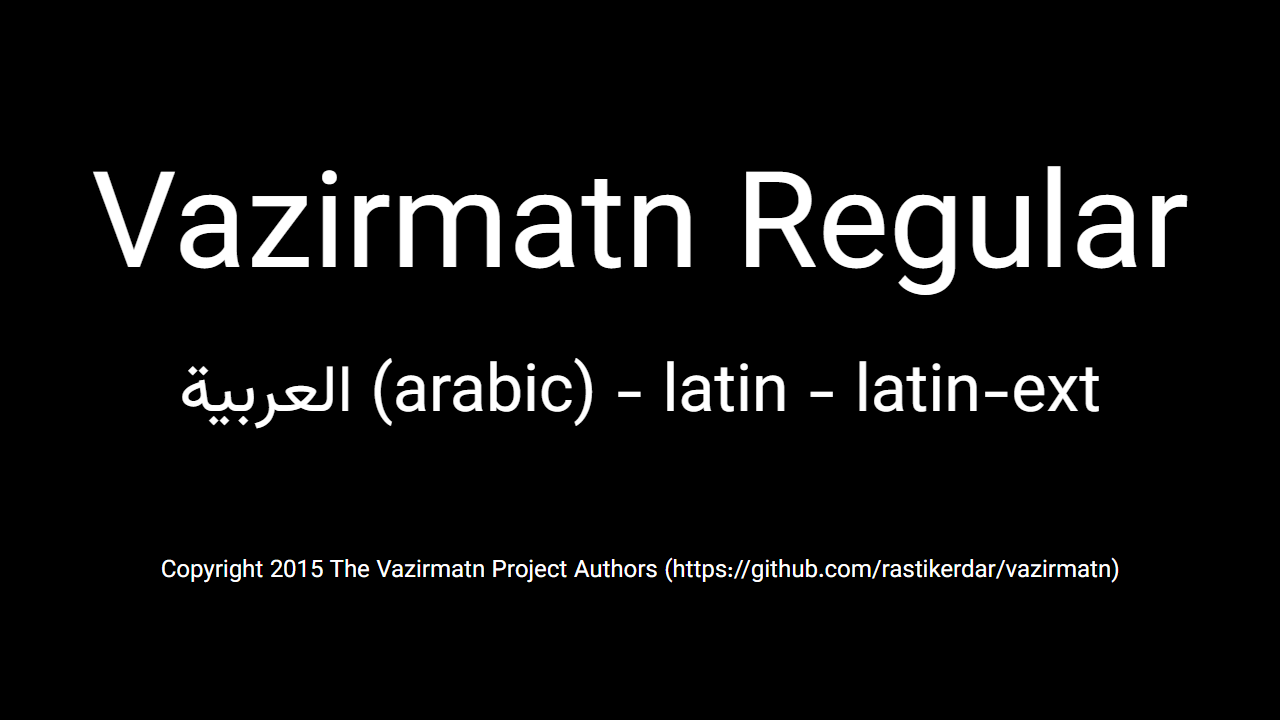 Vazirmatn Regular
العربية (arabic) - latin - latin-ext
Copyright 2015 The Vazirmatn Project Authors (https://github.com/rastikerdar/vazirmatn)